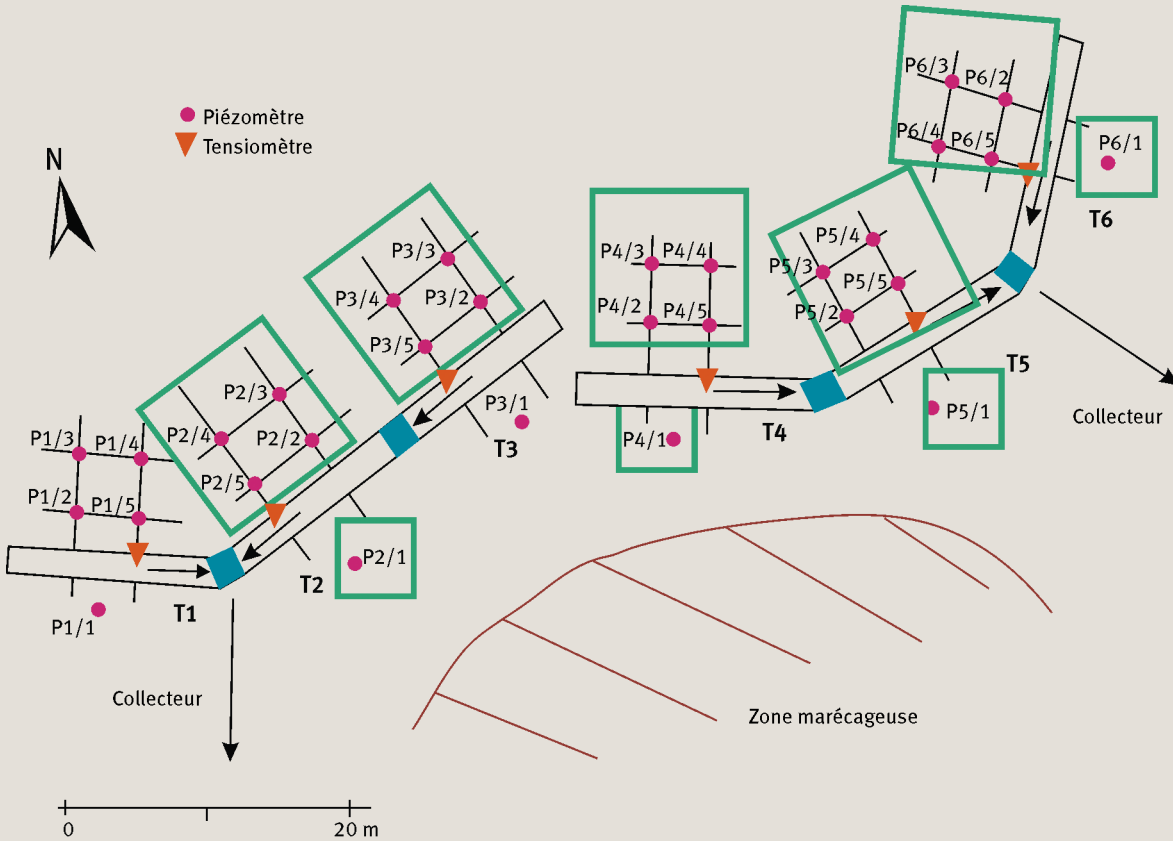 Piézomètre
Tensiomètre
N
P6/3
P6/2
P6/4
P6/5
P6/1
T6
P3/3
P3/4
P3/2
P3/5
P3/1
T3
P4/3
P4/4
P4/2
P4/5
P4/1
T4
P5/4
P5/3
P5/5
P5/2
P5/1
T5
Collecteur
P2/3
P2/4
P2/2
P2/5
P2/1
T2
P1/3
P1/4
P1/2
P1/5
P1/1
T1
Collecteur
Zone marécageuse
0
20 m